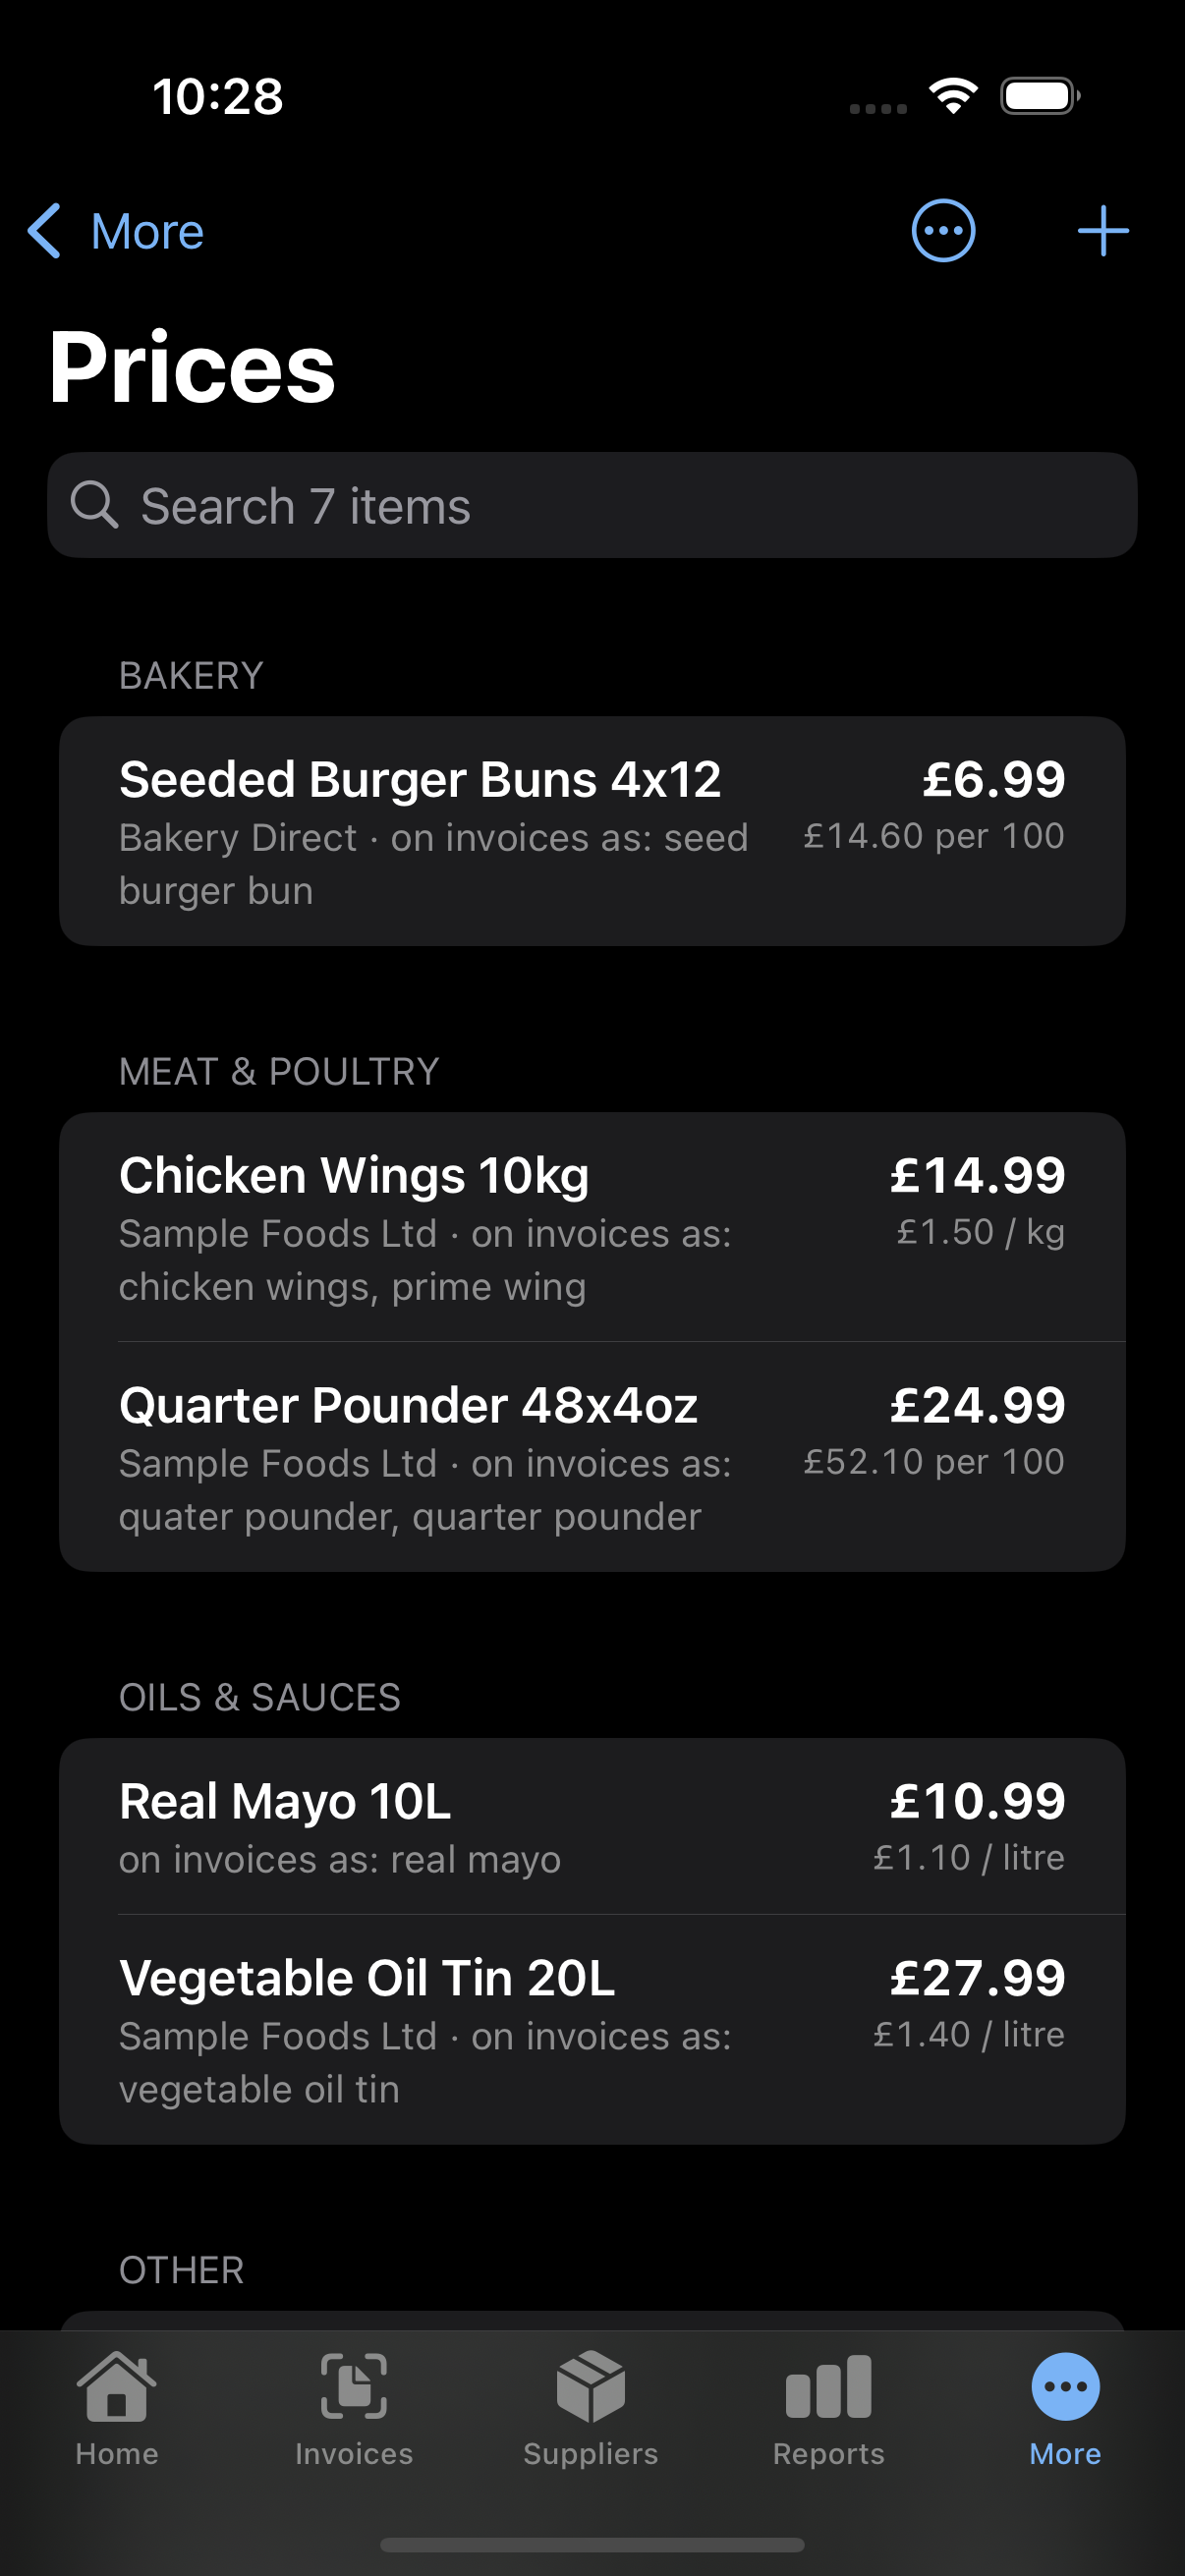 10:28
More
Prices
Search 7 items
BAKERY
Seeded Burger Buns 4x12
£6.99
Bakery Direct · on invoices as: seed
£14.60 per 100
burger bun
MEAT & POULTRY
Chicken Wings 10kg
£14.99
Sample Foods Ltd · on invoices as:
£1.50 / kg
chicken wings, prime wing
Quarter Pounder 48x4oz
£24.99
Sample Foods Ltd · on invoices as:
£52.10 per 100
quater pounder, quarter pounder
OILS & SAUCES
Real Mayo 10L
£10.99
on invoices as: real mayo
£1.10 / litre
Vegetable Oil Tin 20L
£27.99
Sample Foods Ltd · on invoices as:
£1.40 / litre
vegetable oil tin
OTHER
Home
Invoices
Suppliers
Reports
More